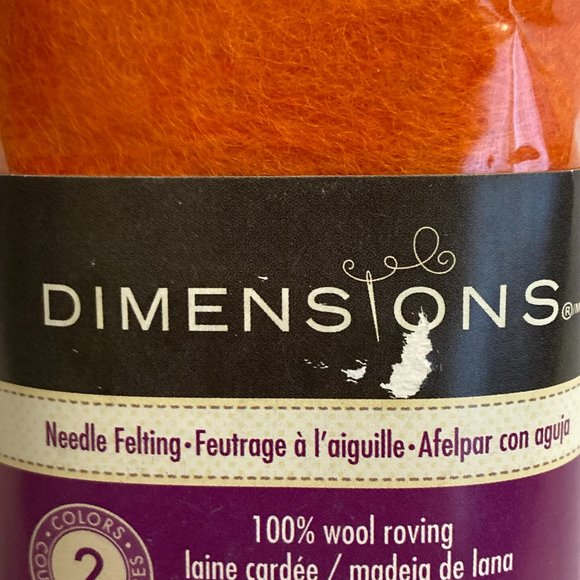 DIMENSIONS®
Needle Felting • Feutrage à l'aiguille • Afelpar con aguja
COLORS •
2
100% wool roving
laine cardée / madeja de lana